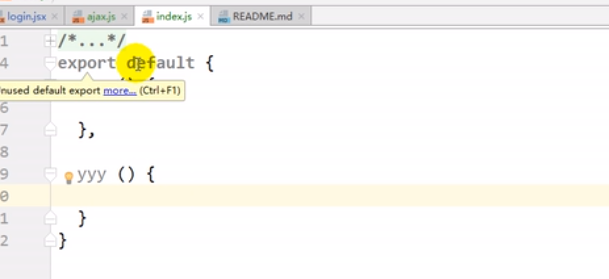 login.jsx ajax.js index.js README.md
1 /*...*/
4 export default {
nused default export more... (Ctrl+F1)
6
7 },
8
9 yyy () {
0
1 }
2 }